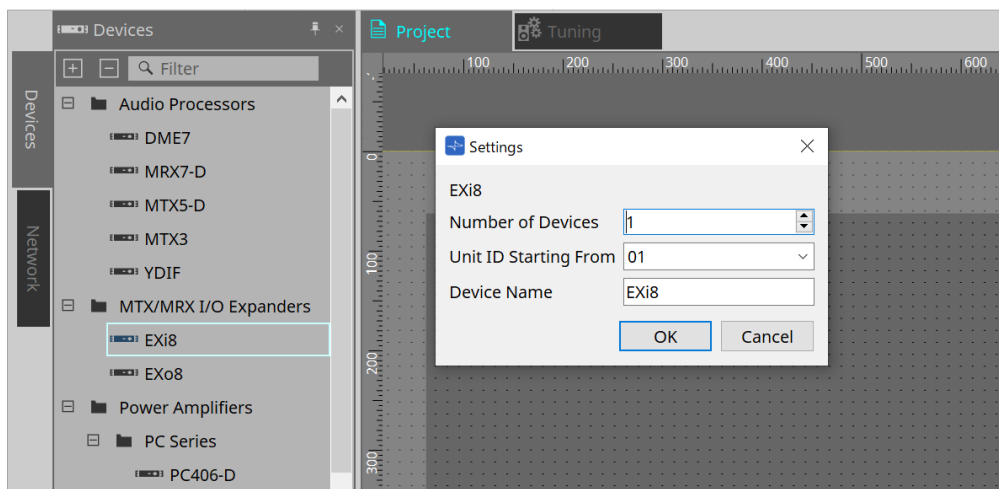 Devices
Project
Tuning
Filter
100 200 300 400 500 600
Devices
Network
Audio Processors
DME7
MRX7-D
MTX5-D
MTX3
YDIF
MTX/MRX I/O Expanders
EXi8
EXo8
Power Amplifiers
PC Series
PC406-D
0
100
200
300
Settings
EXi8
Number of Devices 1
Unit ID Starting From 01
Device Name EXi8
OK Cancel